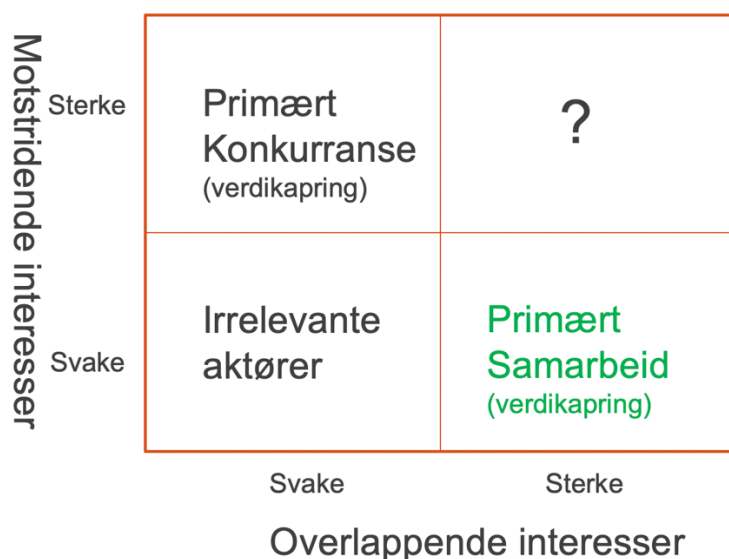 Motstridende interesser
Sterke
Primært
Konkurranse
(verdikapring)
?
Svake
Irrelevante
aktører
Primært
Samarbeid
(verdikapring)
Svake
Sterke
Overlappende interesser